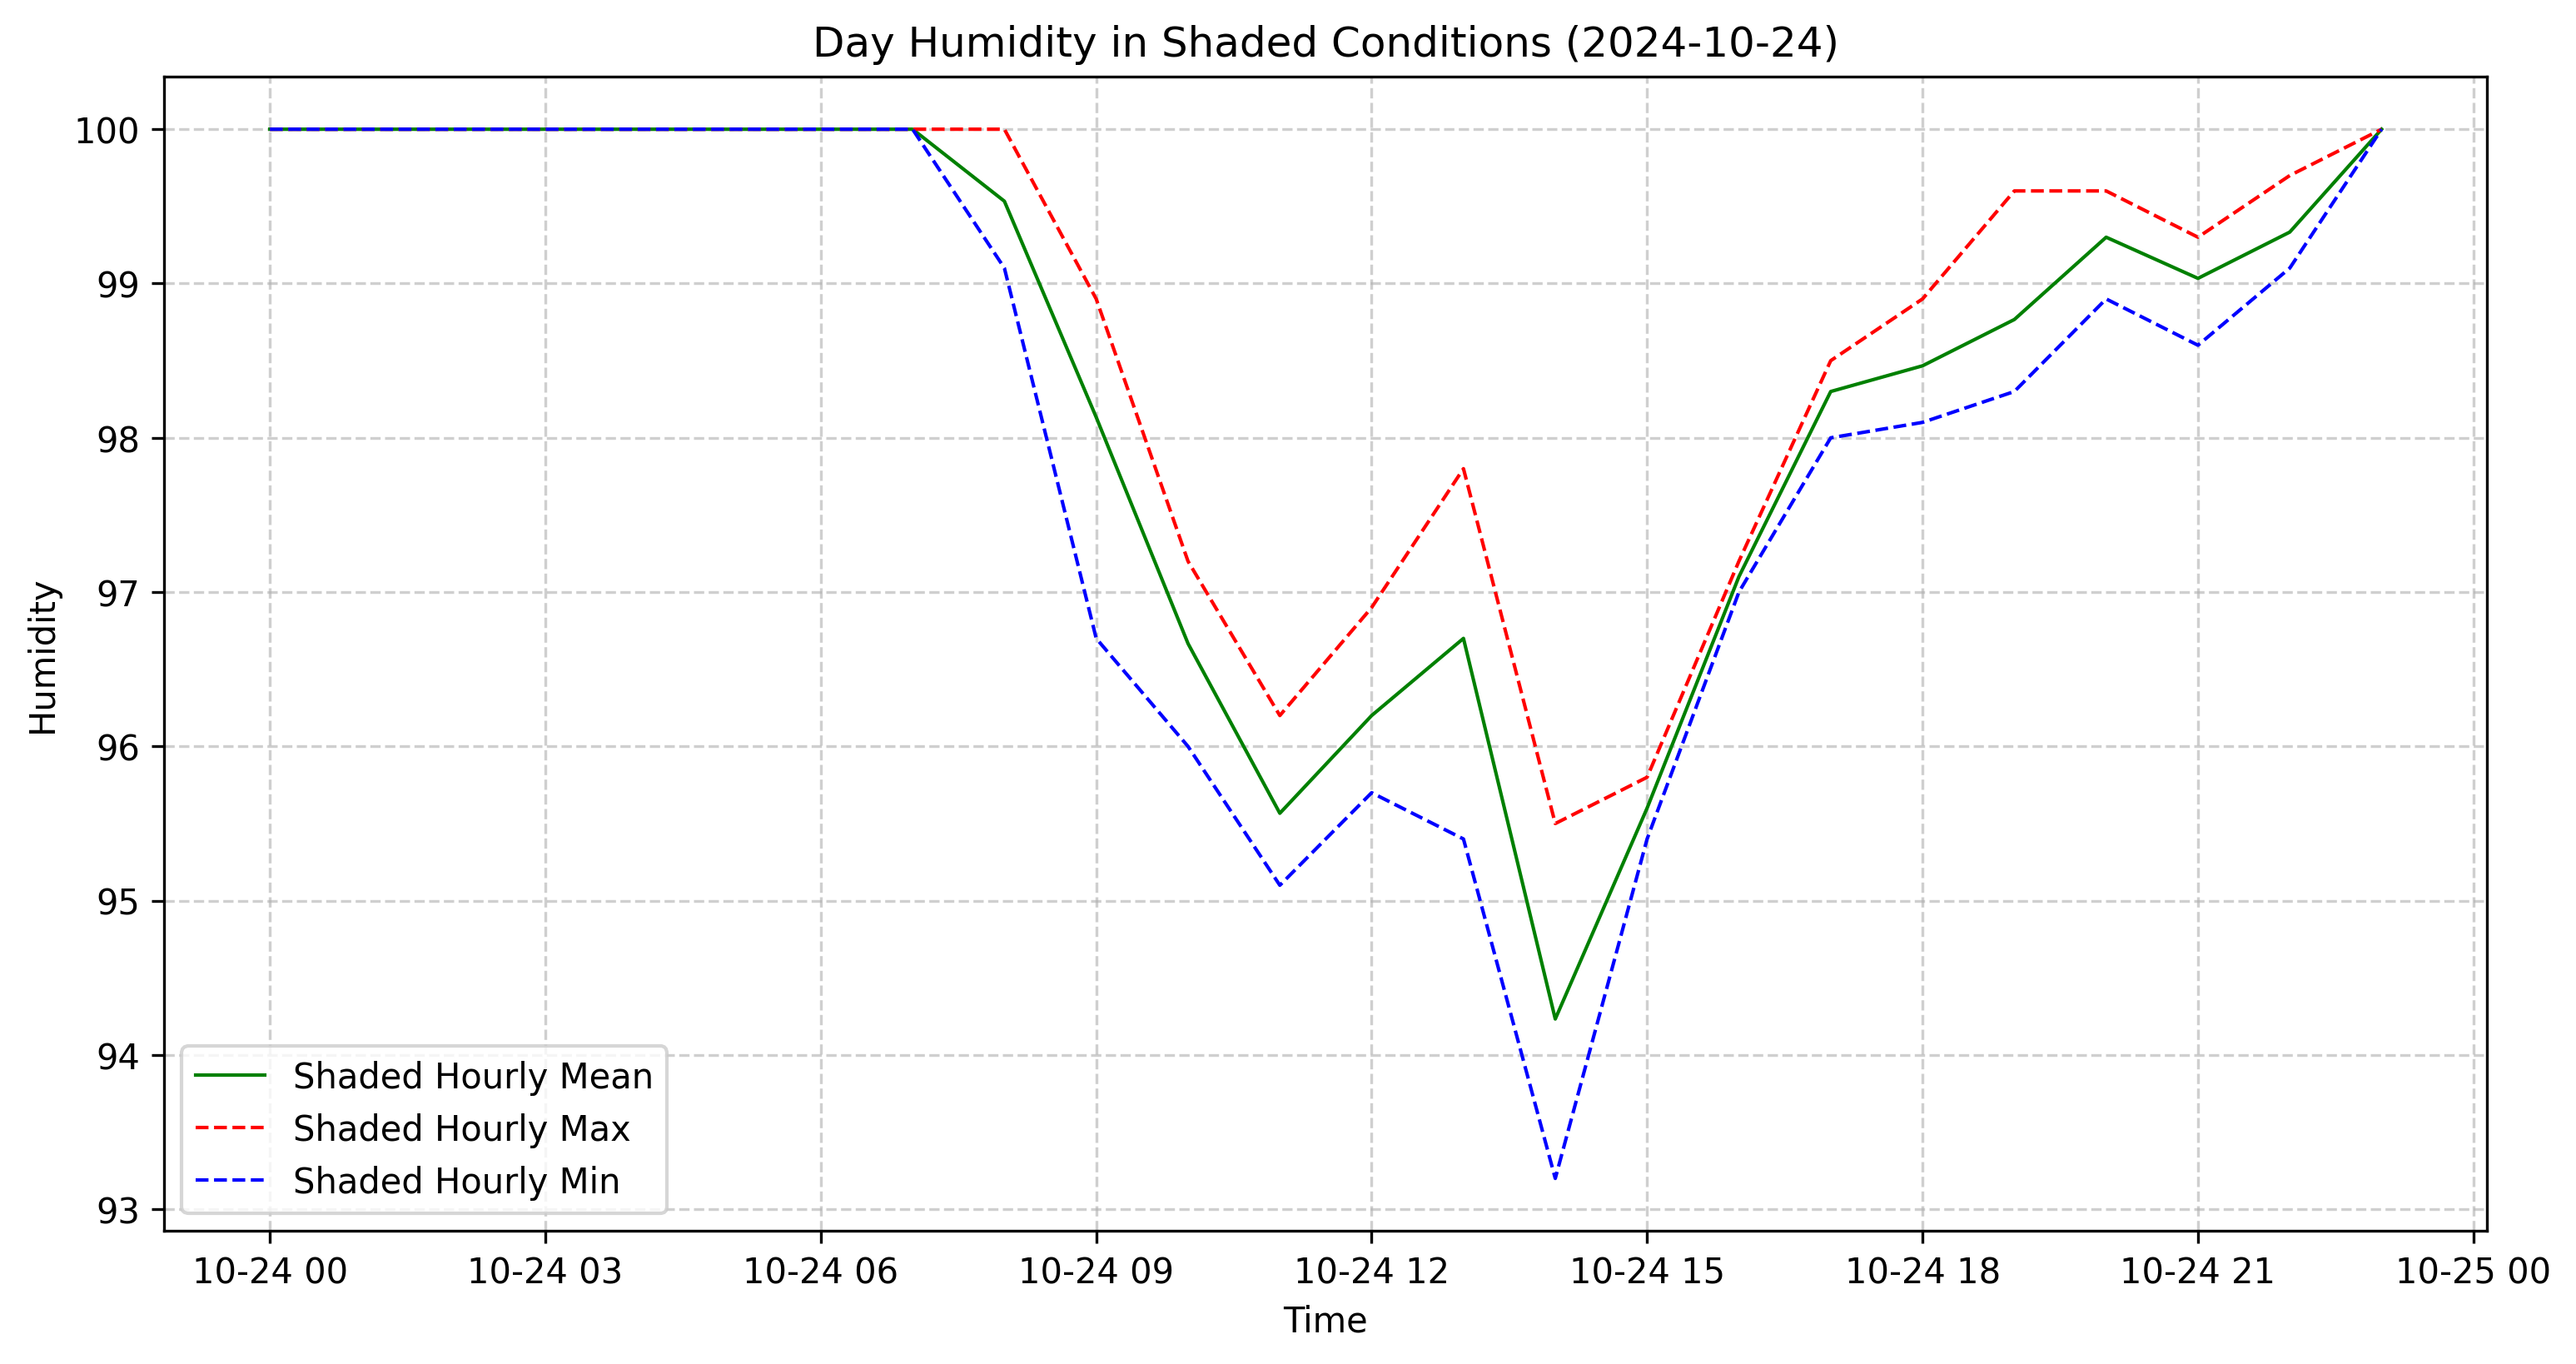 Day Humidity in Shaded Conditions (2024-10-24)
Humidity
100
99
98
97
96
95
94
93
Shaded Hourly Mean
Shaded Hourly Max
Shaded Hourly Min
10-24 00 10-24 03 10-24 06 10-24 09 10-24 12 10-24 15 10-24 18 10-24 21 10-25 00
Time